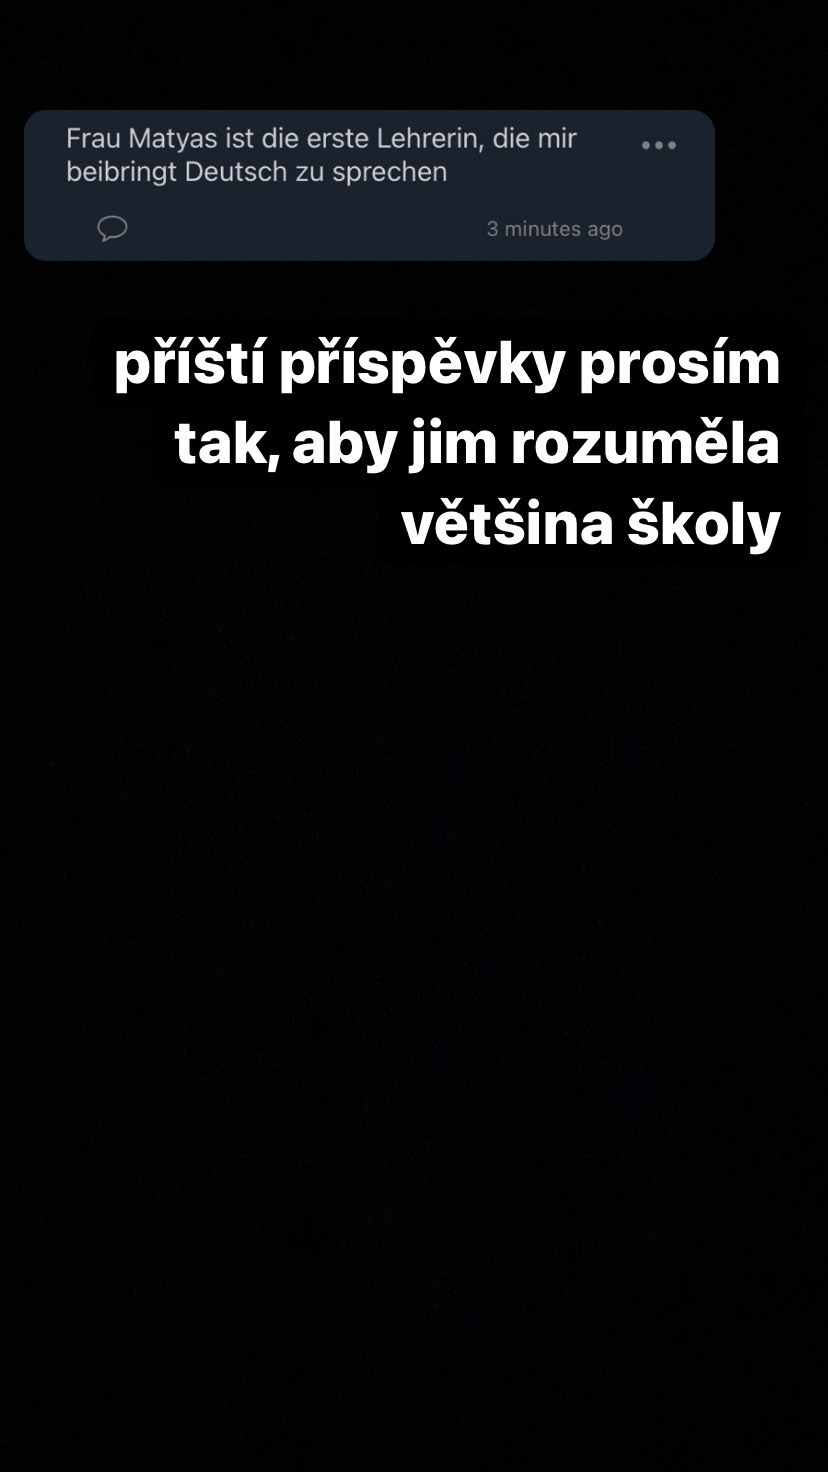 Frau Matyas ist die erste Lehrerin, die mir
beibringt Deutsch zu sprechen
3 minutes ago
příští příspěvky prosím
tak, aby jim rozuměla
většina školy